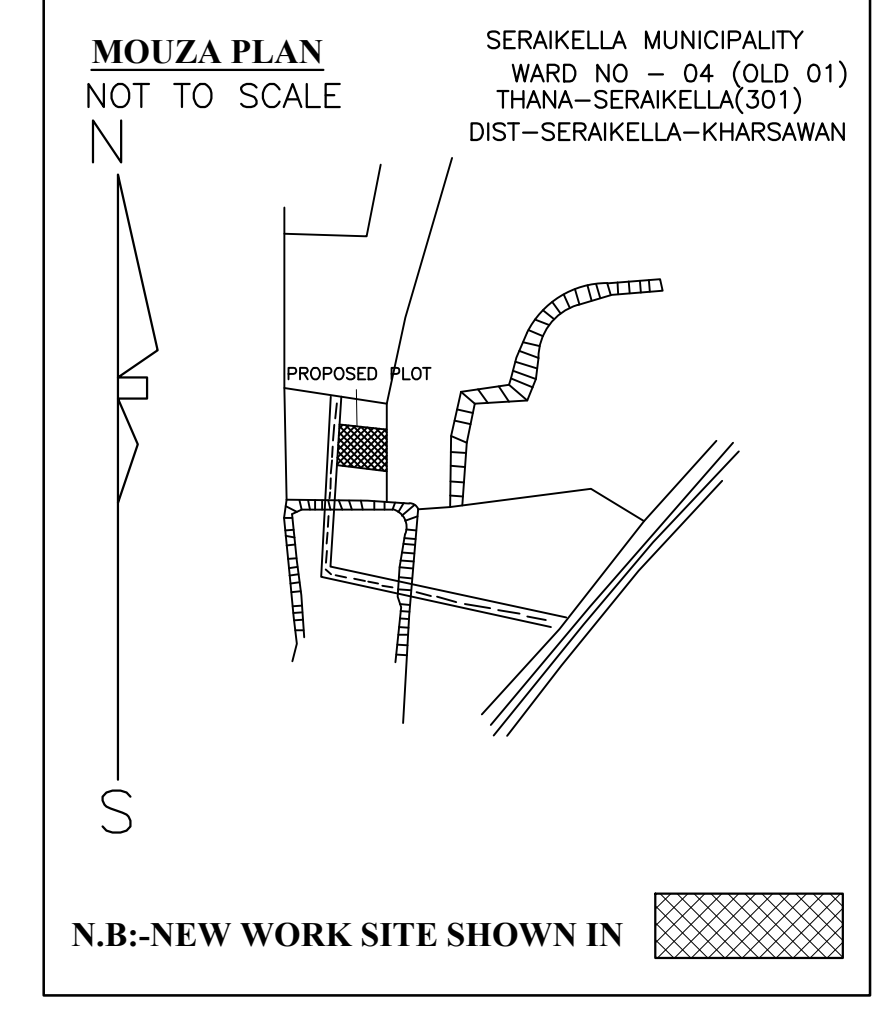 MOUZA PLAN
NOT TO SCALE
SERAIKELLA MUNICIPALITY
WARD NO - 04 (OLD 01)
THANA-SERAIKELLA(301)
DIST-SERAIKELLA-KHARSAWAN
N
PROPOSED PLOT
S
N.B:-NEW WORK SITE SHOWN IN